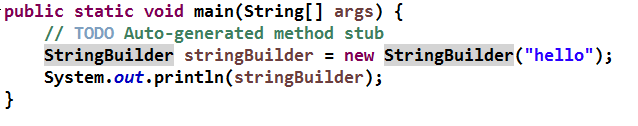 public static void main(String[] args) {
// TODO Auto-generated method stub
StringBuilder stringBuilder = new StringBuilder("hello");
System.out.println(stringBuilder);
}